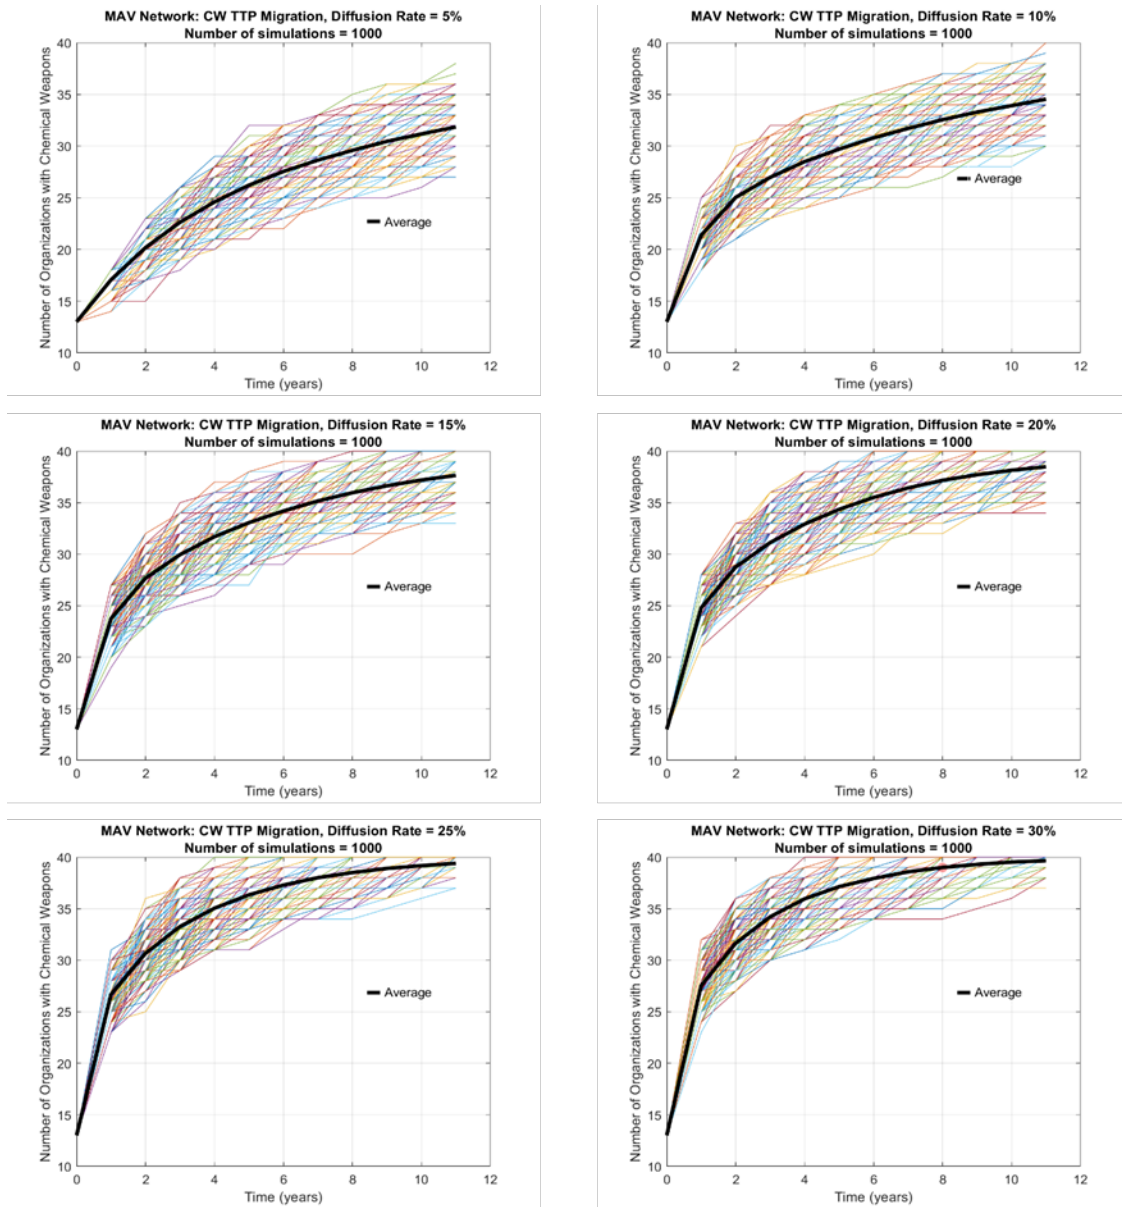 MAV Network: CW TTP Migration, Diffusion Rate = 5%
Number of simulations = 1000
Number of Organizations with Chemical Weapons
40
35
30
25
20
15
10
Average
0 2 4 6 8 10 12
Time (years)
MAV Network: CW TTP Migration, Diffusion Rate = 10%
Number of simulations = 1000
Number of Organizations with Chemical Weapons
40
35
30
25
20
15
10
Average
0 2 4 6 8 10 12
Time (years)
MAV Network: CW TTP Migration, Diffusion Rate = 15%
Number of simulations = 1000
Number of Organizations with Chemical Weapons
40
35
30
25
20
15
10
Average
0 2 4 6 8 10 12
Time (years)
MAV Network: CW TTP Migration, Diffusion Rate = 20%
Number of simulations = 1000
Number of Organizations with Chemical Weapons
40
35
30
25
20
15
10
Average
0 2 4 6 8 10 12
Time (years)
MAV Network: CW TTP Migration, Diffusion Rate = 25%
Number of simulations = 1000
Number of Organizations with Chemical Weapons
40
35
30
25
20
15
10
Average
0 2 4 6 8 10 12
Time (years)
MAV Network: CW TTP Migration, Diffusion Rate = 30%
Number of simulations = 1000
Number of Organizations with Chemical Weapons
40
35
30
25
20
15
10
Average
0 2 4 6 8 10 12
Time (years)